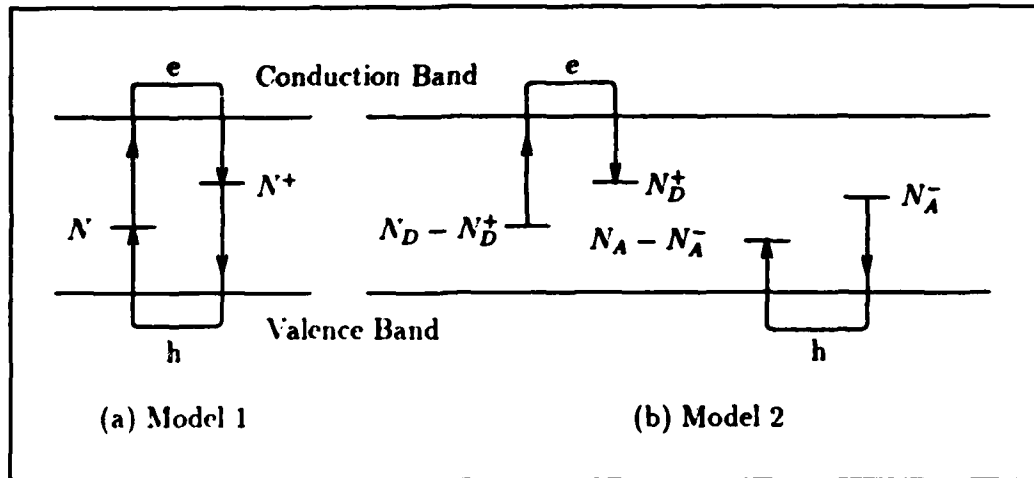 e
Conduction Band
e
N⁺
N
N_D − N_D⁺
N_D⁺
N_A − N_A⁻
N_A⁻
Valence Band
h
h
(a) Model 1
(b) Model 2